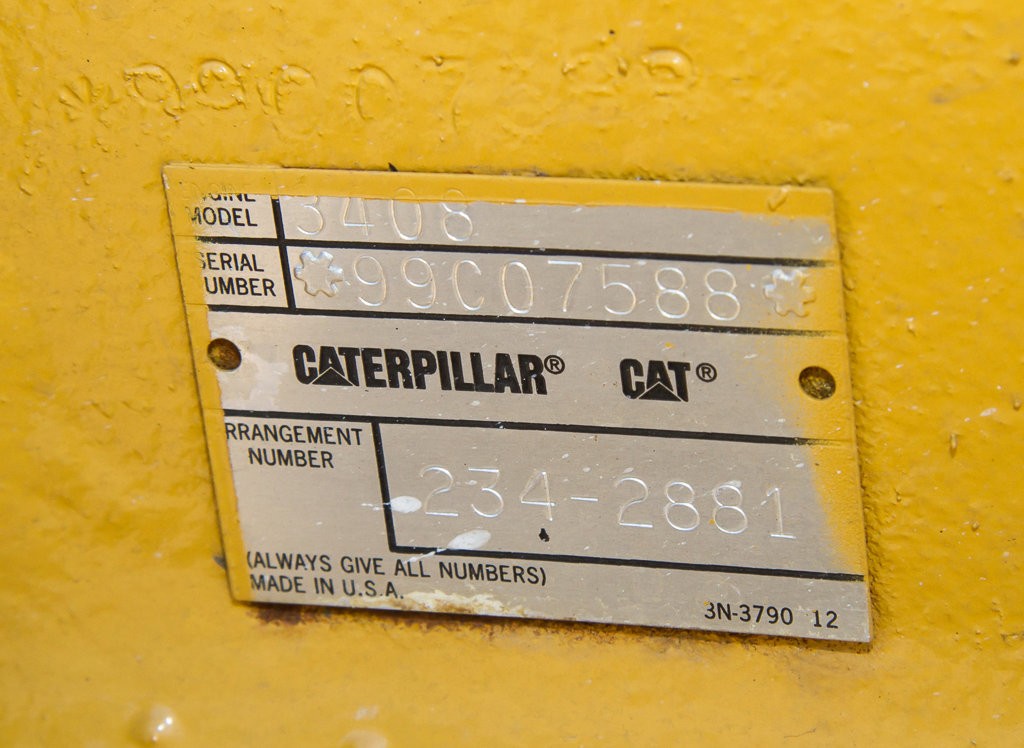 MODEL 3408
SERIAL
NUMBER *99C07588*
CATERPILLAR® CAT®
RRANGEMENT
NUMBER
234-2881
(ALWAYS GIVE ALL NUMBERS)
MADE IN U.S.A.
3N-3790 12